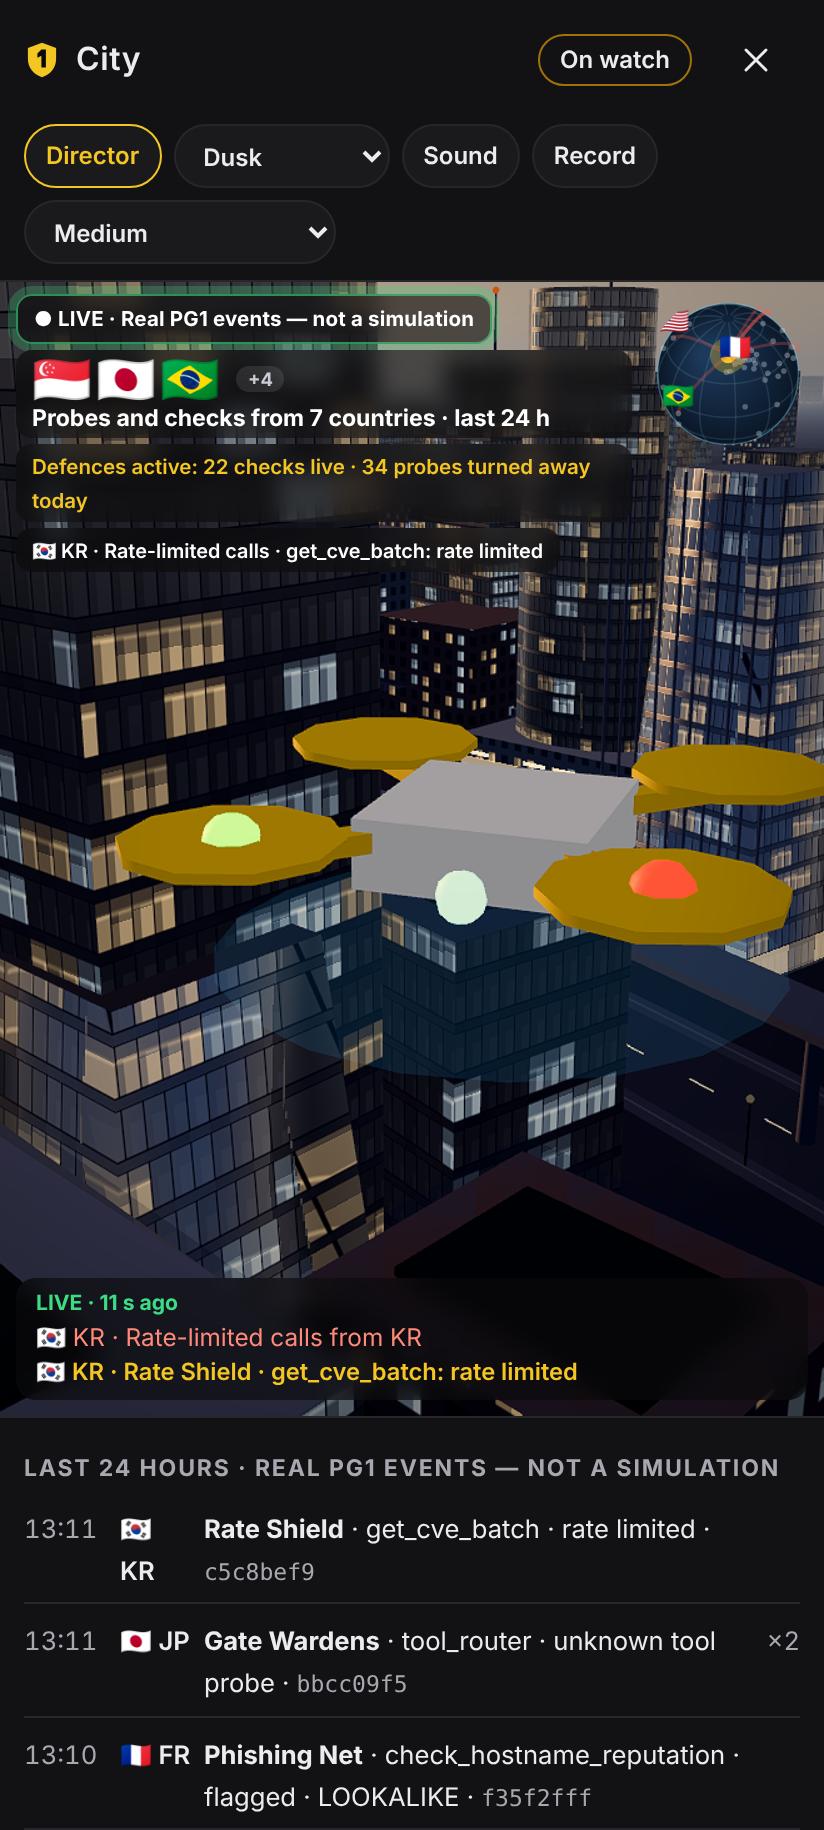 1 City On watch
Director Dusk Sound Record
Medium
LIVE · Real PG1 events — not a simulation
+4
Probes and checks from 7 countries · last 24 h
Defences active: 22 checks live · 34 probes turned away
today
KR · Rate-limited calls · get_cve_batch: rate limited
LIVE · 11 s ago
KR · Rate-limited calls from KR
KR · Rate Shield · get_cve_batch: rate limited
LAST 24 HOURS · REAL PG1 EVENTS — NOT A SIMULATION
13:11 KR Rate Shield · get_cve_batch · rate limited ·
c5c8bef9
13:11 JP Gate Wardens · tool_router · unknown tool ×2
probe · bbcc09f5
13:10 FR Phishing Net · check_hostname_reputation ·
flagged · LOOKALIKE · f35f2fff